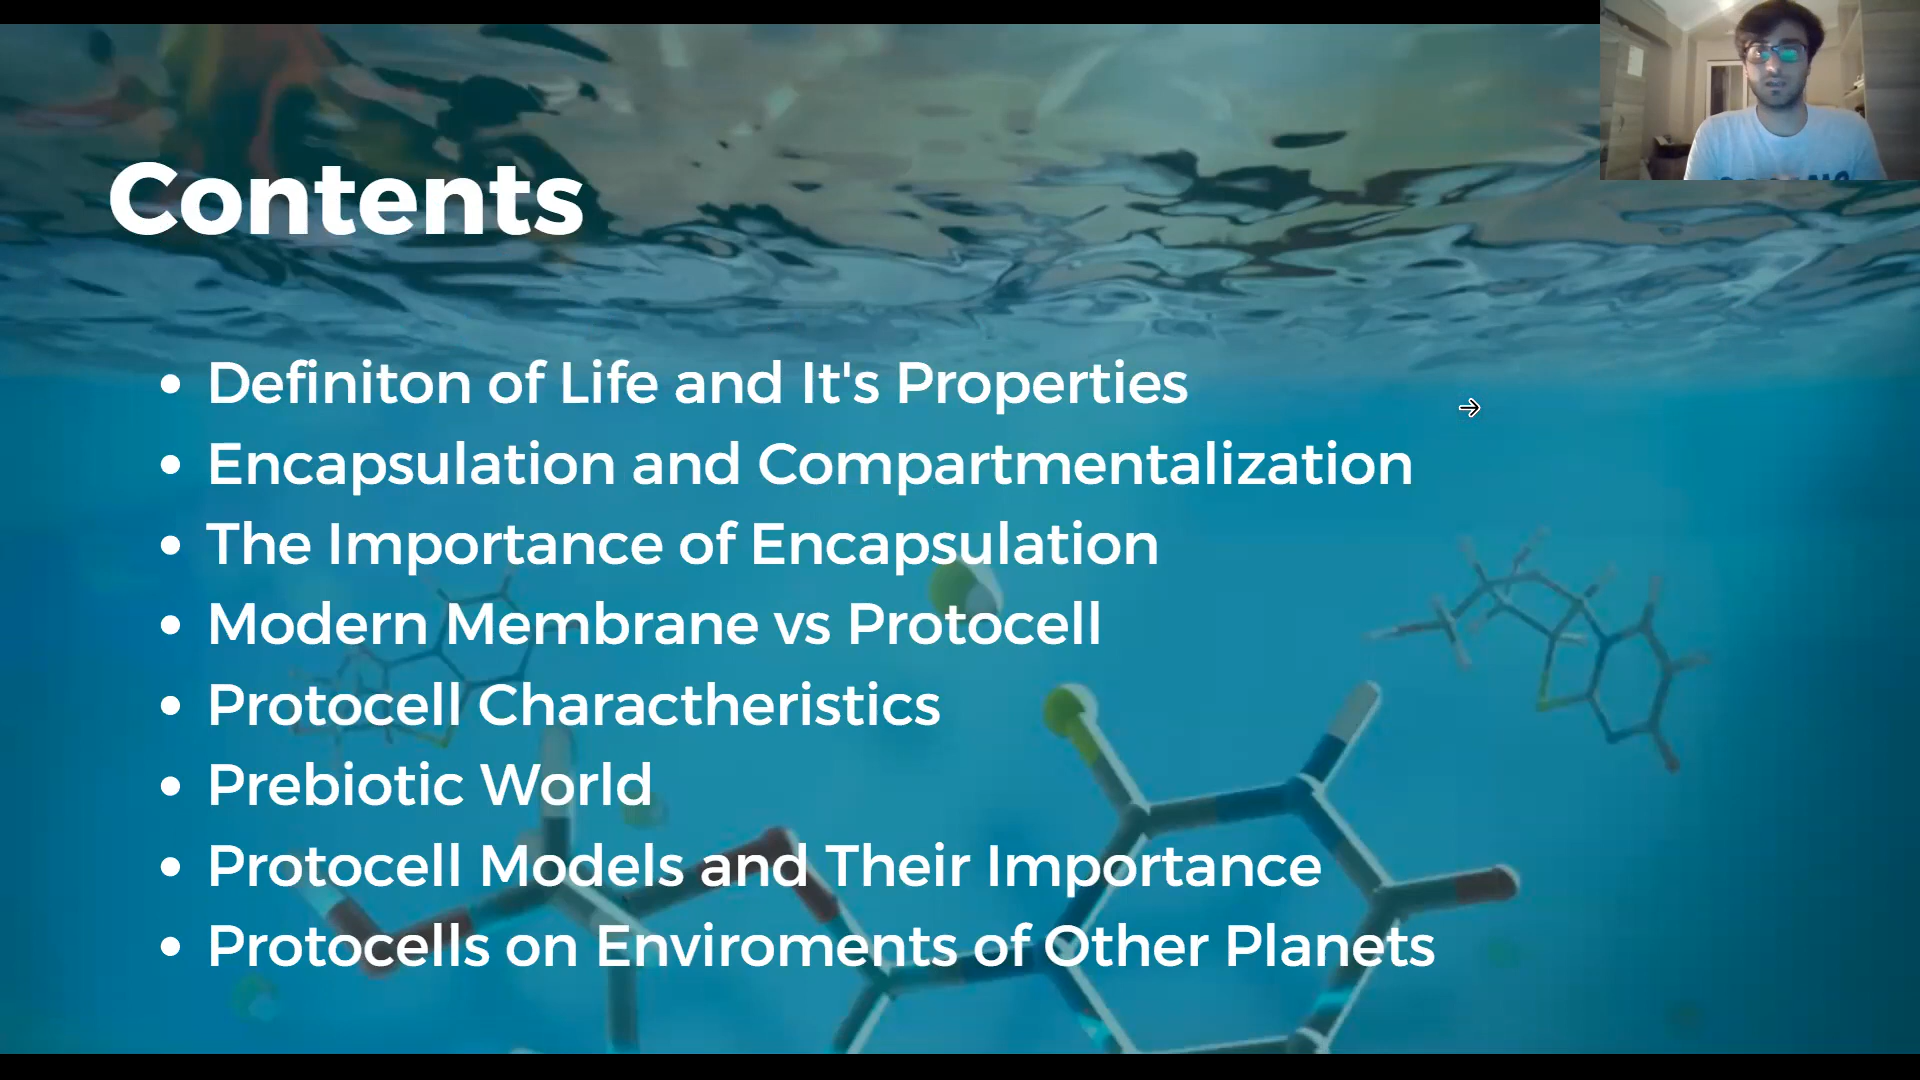 Contents
• Definiton of Life and It's Properties
• Encapsulation and Compartmentalization
• The Importance of Encapsulation
• Modern Membrane vs Protocell
• Protocell Charactheristics
• Prebiotic World
• Protocell Models and Their Importance
• Protocells on Enviroments of Other Planets